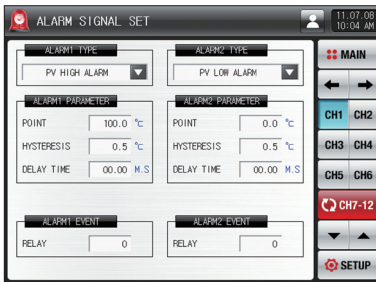 ALARM SIGNAL SET
11.07.08
10:04 AM
ALARM1 TYPE
PV HIGH ALARM
ALARM2 TYPE
PV LOW ALARM
ALARM1 PARAMETER
POINT 100.0 ℃
HYSTERESIS 0.5 ℃
DELAY TIME 00.00 M.S
ALARM2 PARAMETER
POINT 0.0 ℃
HYSTERESIS 0.5 ℃
DELAY TIME 00.00 M.S
ALARM1 EVENT
RELAY 0
ALARM2 EVENT
RELAY 0
MAIN
CH1 CH2
CH3 CH4
CH5 CH6
CH7-12
SETUP